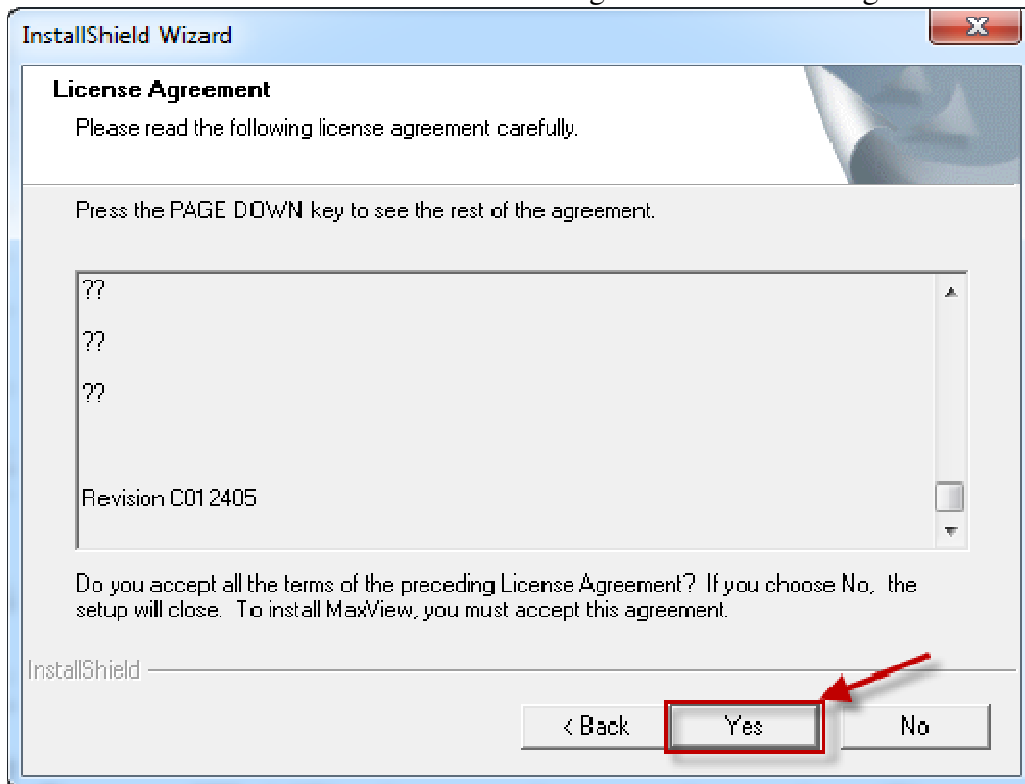 InstallShield Wizard
License Agreement
Please read the following license agreement carefully.
Press the PAGE DOWN key to see the rest of the agreement.
??
??
??
Revision C012405
Do you accept all the terms of the preceding License Agreement? If you choose No, the
setup will close. To install MaxView, you must accept this agreement.
InstallShield
< Back
Yes
No